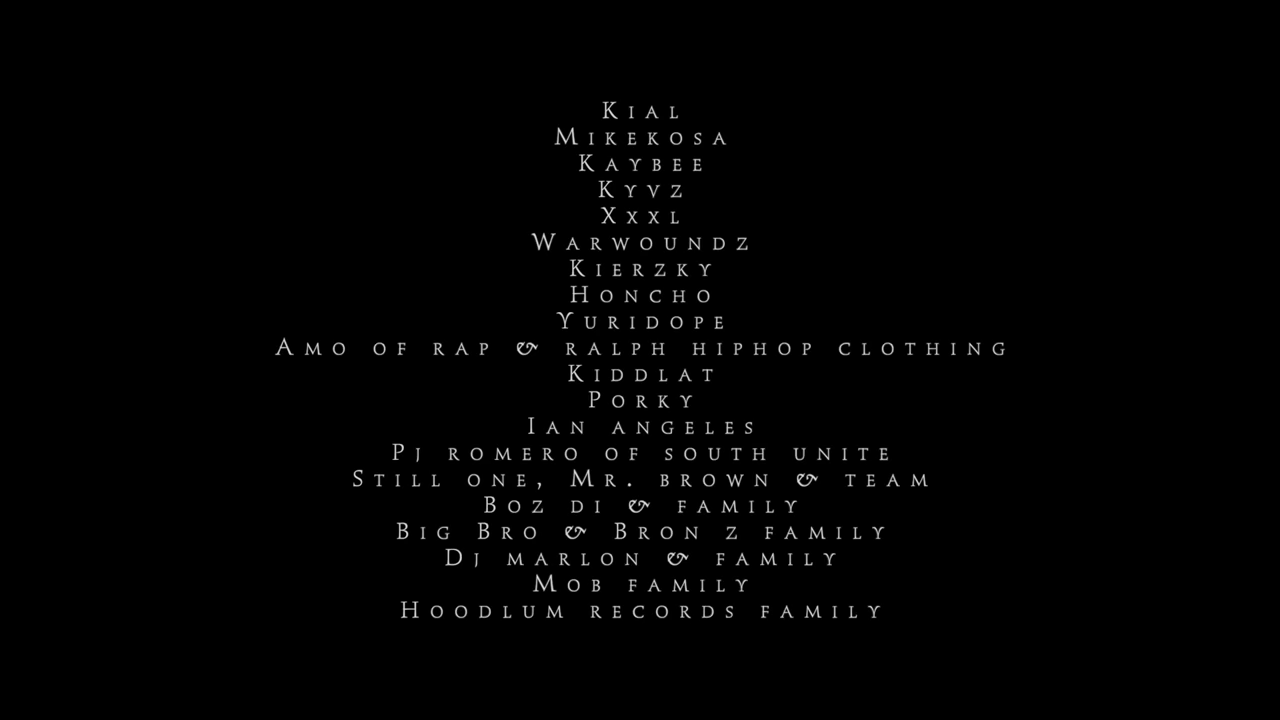 Kial
Mikekosa
Kaybee
Kyvz
Xxxl
Warwoundz
Kierzky
Honcho
Yuridope
Amo of rap & ralph hiphop clothing
Kiddlat
Porky
Ian angeles
Pj romero of south unite
Still one, Mr. brown & team
Boz di & family
Big Bro & Bron z family
Dj marlon & family
Mob family
Hoodlum records family